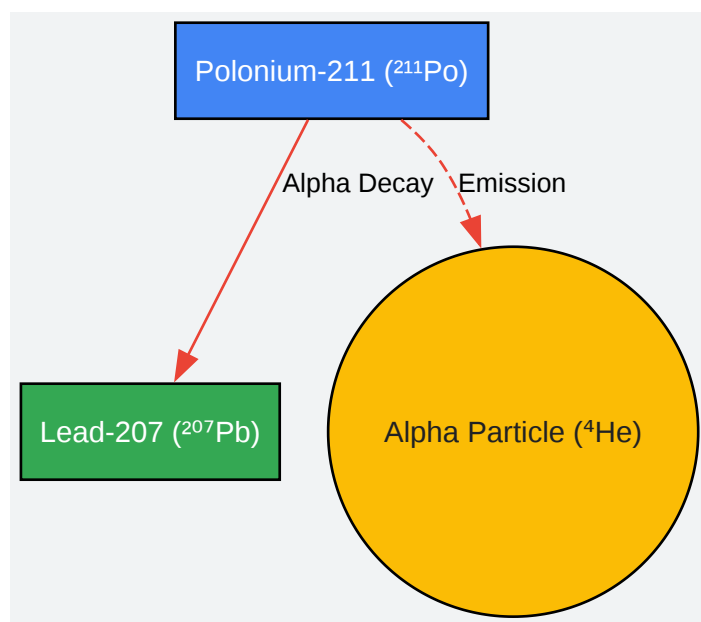 Polonium-211 (²¹¹Po)
Alpha Decay
Emission
Lead-207 (²⁰⁷Pb)
Alpha Particle (⁴He)